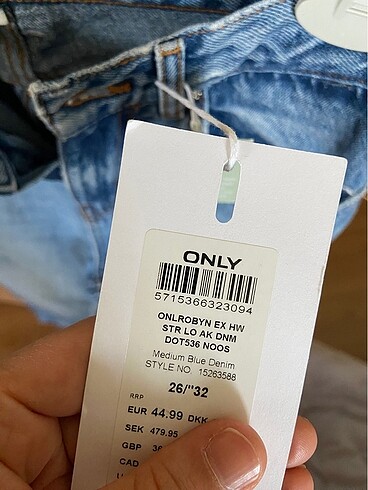 ONLY
5715366323094
ONLROBYN EX HW
STR LO AK DNM
DOT536 NOOS
Medium Blue Denim
STYLE NO. 15263588
26/"32
RRP
EUR 44.99 DKK
SEK 479.95
GBP
CAD